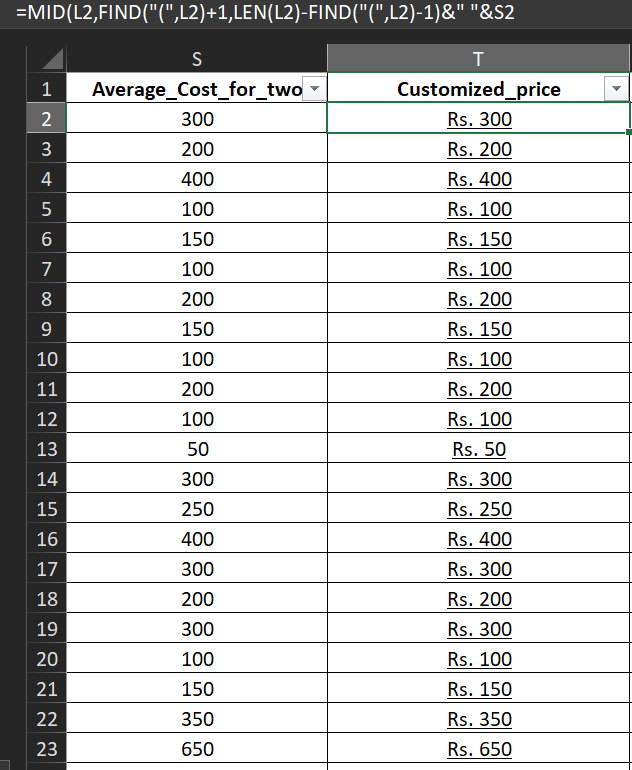 =MID(L2,FIND("(",L2)+1,LEN(L2)-FIND("(",L2)-1)&" "&S2
S T
1 Average_Cost_for_two Customized_price
2 300 Rs. 300
3 200 Rs. 200
4 400 Rs. 400
5 100 Rs. 100
6 150 Rs. 150
7 100 Rs. 100
8 200 Rs. 200
9 150 Rs. 150
10 100 Rs. 100
11 200 Rs. 200
12 100 Rs. 100
13 50 Rs. 50
14 300 Rs. 300
15 250 Rs. 250
16 400 Rs. 400
17 300 Rs. 300
18 200 Rs. 200
19 300 Rs. 300
20 100 Rs. 100
21 150 Rs. 150
22 350 Rs. 350
23 650 Rs. 650